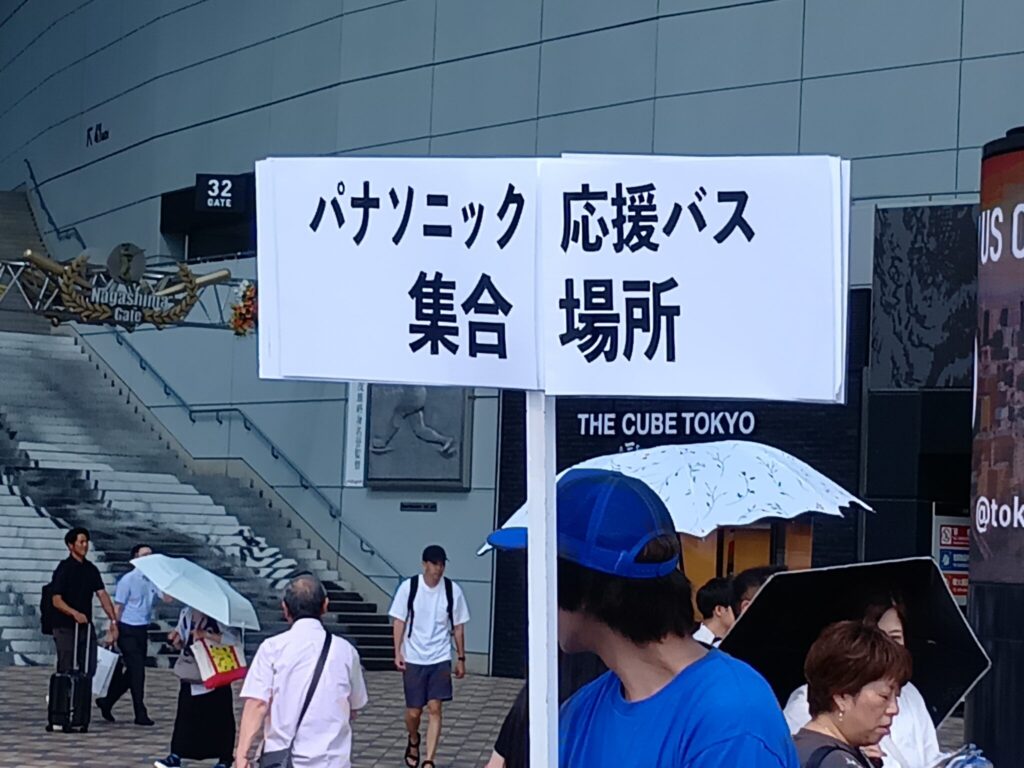 32
GATE
パナソニック 応援バス
集合 場所
Nagashima
Gate
THE CUBE TOKYO
US
@tok